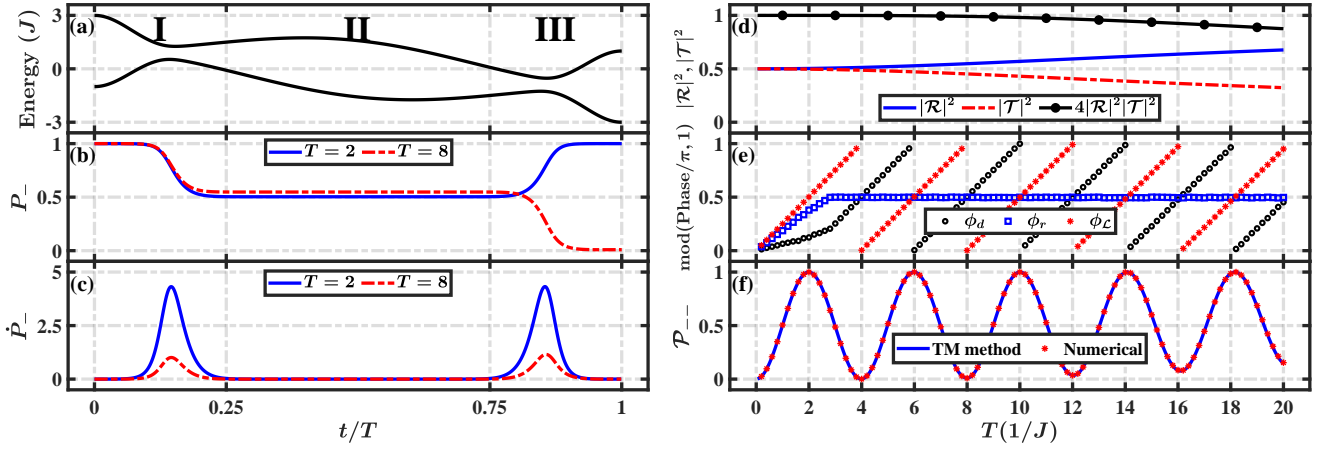 (a)
I
II
III
3
0
-3
Energy (J)
(b)
T = 2
T = 8
1
0.5
0
P_-
(c)
T = 2
T = 8
5
2.5
0
Ṗ_-
0
0.25
0.75
1
t/T
(d)
1
0.5
0
|R|^2, |T|^2
|R|^2
|T|^2
4|R|^2|T|^2
(e)
1
0.5
0
mod(Phase/π, 1)
ϕ_d
ϕ_r
ϕ_L
(f)
1
0.5
0
P_{--}
TM method
Numerical
0 2 4 6 8 10 12 14 16 18 20
T(1/J)